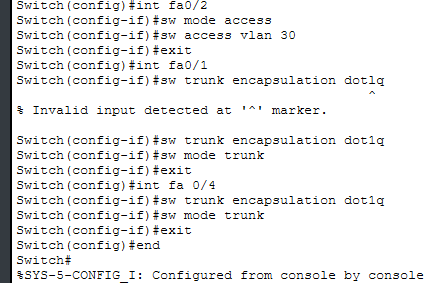 Switch(config)#int fa0/2
Switch(config-if)#sw mode access
Switch(config-if)#sw access vlan 30
Switch(config-if)#exit
Switch(config)#int fa0/1
Switch(config-if)#sw trunk encapsulation dotlq
^
% Invalid input detected at '^' marker.
Switch(config-if)#sw trunk encapsulation dot1q
Switch(config-if)#sw mode trunk
Switch(config-if)#exit
Switch(config)#int fa 0/4
Switch(config-if)#sw trunk encapsulation dot1q
Switch(config-if)#sw mode trunk
Switch(config-if)#exit
Switch(config)#end
Switch#
%SYS-5-CONFIG_I: Configured from console by console